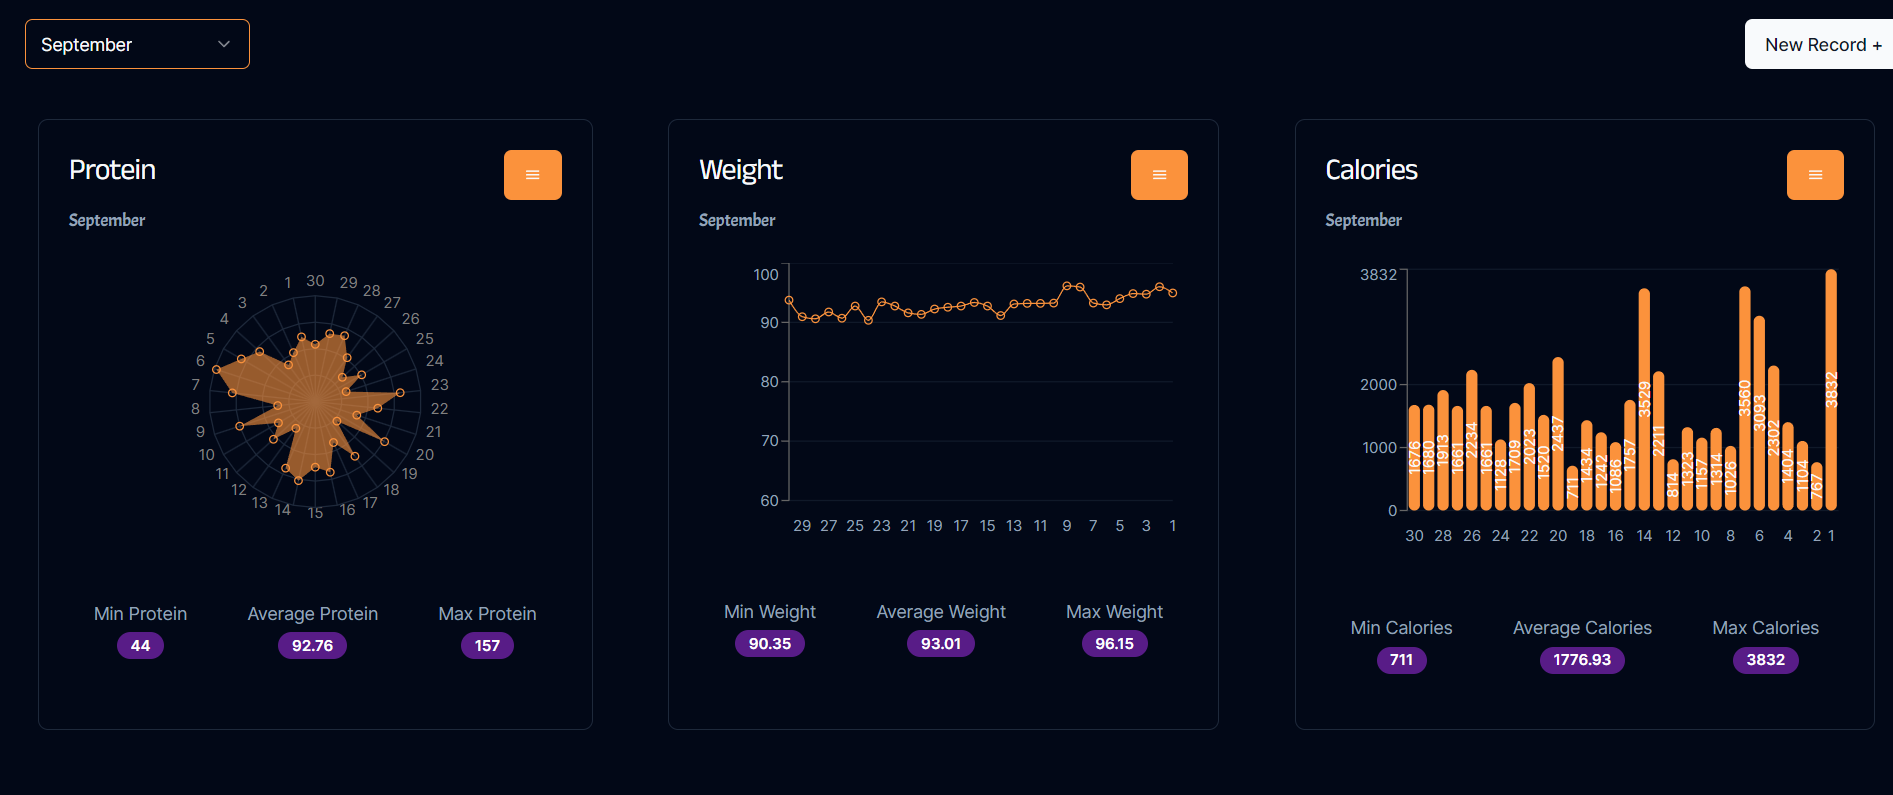 September
New Record +
Protein
September
30
29
28
27
26
25
24
23
22
21
20
19
18
17
16
15
14
13
12
11
10
9
8
7
6
5
4
3
2
1
Min Protein Average Protein Max Protein
44 92.76 157
Weight
September
100
90
80
70
60
29 27 25 23 21 19 17 15 13 11 9 7 5 3 1
Min Weight Average Weight Max Weight
90.35 93.01 96.15
Calories
September
3832
2000
1000
0
1676 1680 1913 1661 2234 1661 1128 1709 2023 1520 2437 711 1434 1242 1086 1757 3529 2211 814 1323 1157 1314 1026 3560 3093 2302 1404 1104 767 3832
30 28 26 24 22 20 18 16 14 12 10 8 6 4 2 1
Min Calories Average Calories Max Calories
711 1776.93 3832